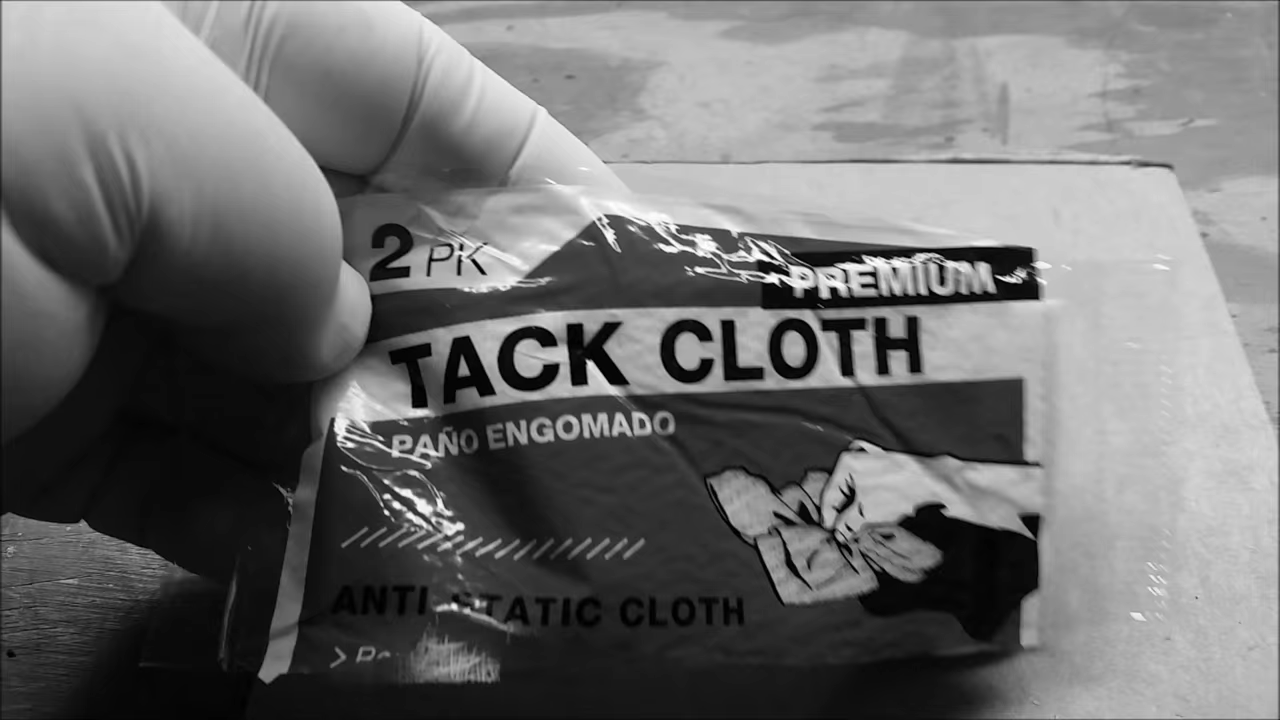 2 PK
PREMIUM
TACK CLOTH
PAÑO ENGOMADO
ANTI-STATIC CLOTH